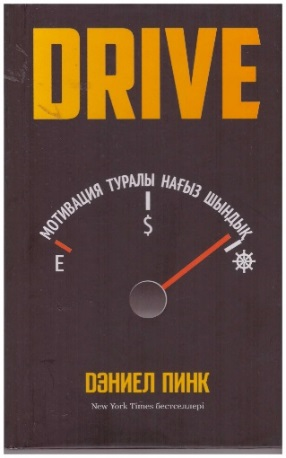 DRIVE
МОТИВАЦИЯ ТУРАЛЫ НАҒЫЗ ШЫНДЫҚ
$
E
ДЭНИЕЛ ПИНК
New York Times бестселлері